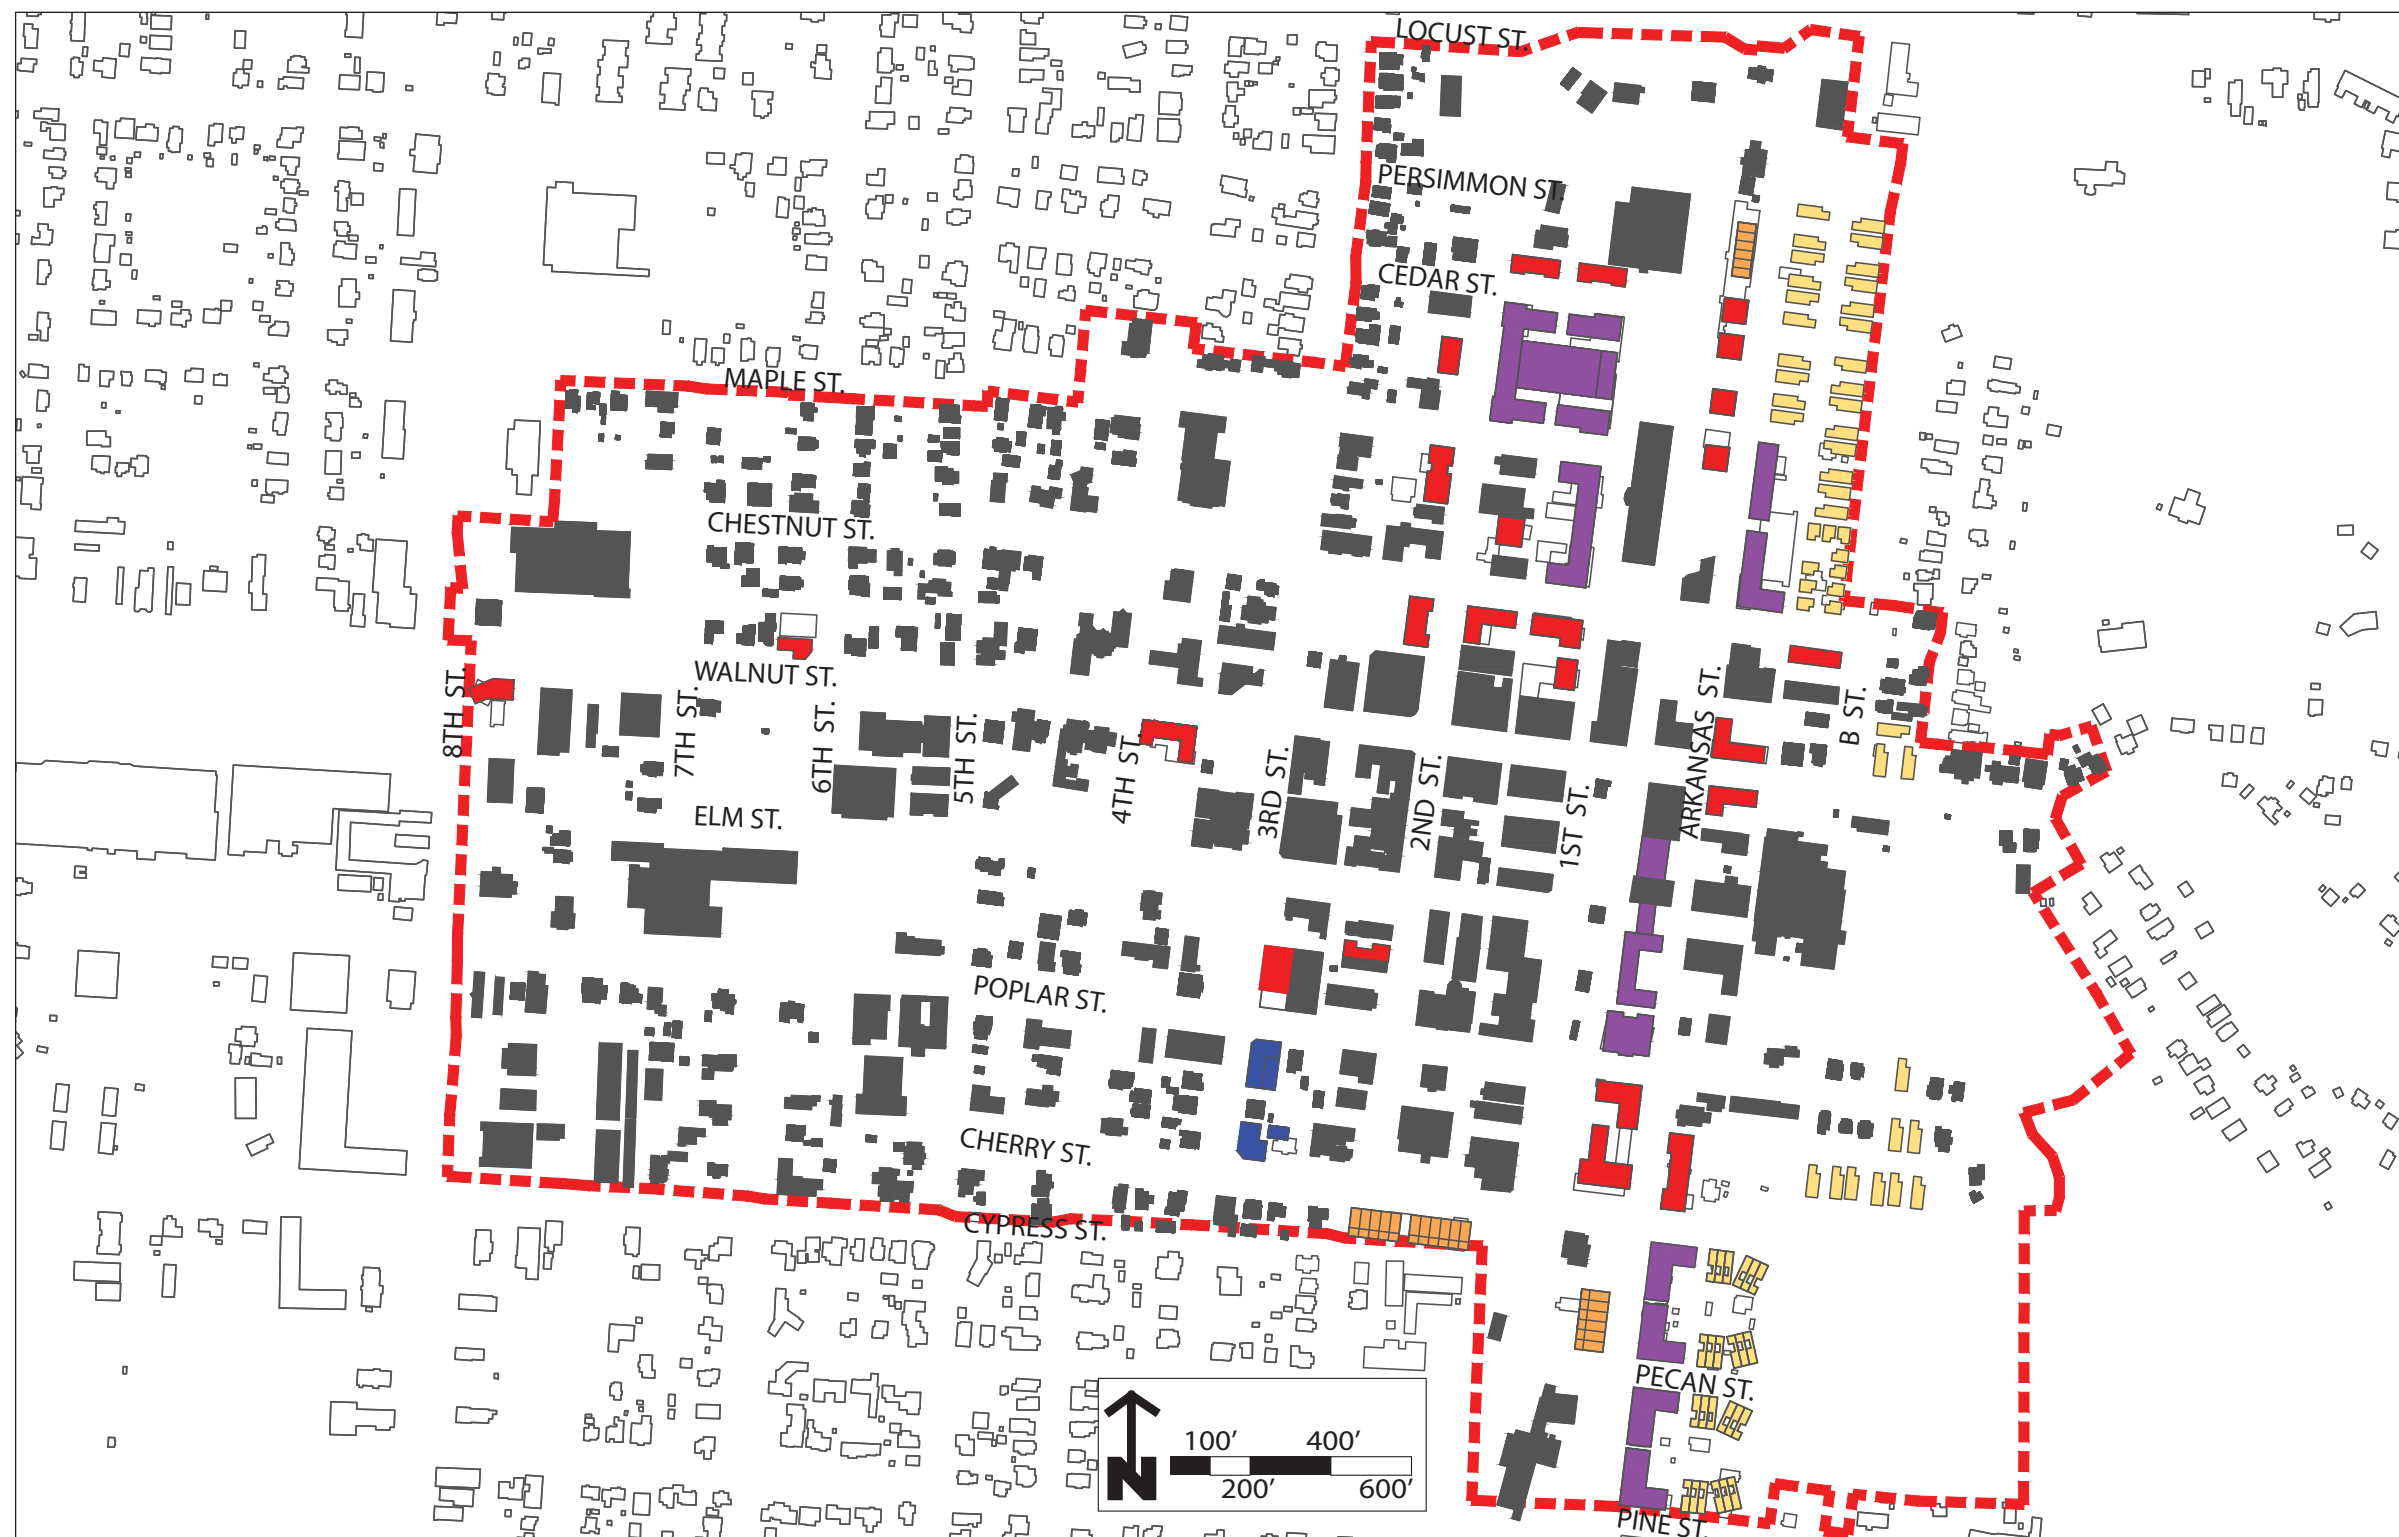 LOCUST ST.
PERSIMMON ST.
CEDAR ST.
MAPLE ST.
CHESTNUT ST.
WALNUT ST.
8TH ST.
7TH ST.
6TH ST.
5TH ST.
4TH ST.
3RD ST.
2ND ST.
1ST ST.
ARKANSAS ST.
B ST.
ELM ST.
POPLAR ST.
CHERRY ST.
CYPRESS ST.
PECAN ST.
PINE ST.
N
100' 400'
200' 600'